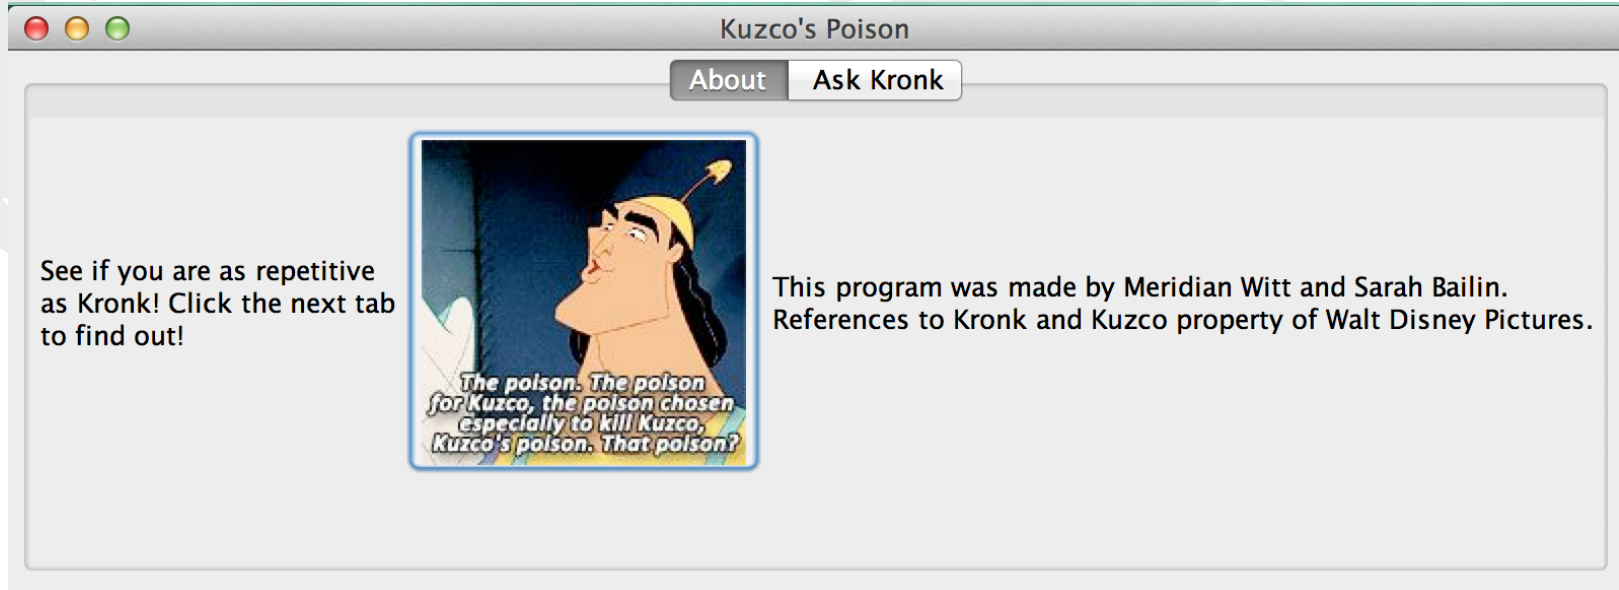 Kuzco's Poison
About
Ask Kronk
See if you are as repetitive
as Kronk! Click the next tab
to find out!
The poison. The poison
for Kuzco, the poison chosen
especially to kill Kuzco,
Kuzco's poison. That poison?
This program was made by Meridian Witt and Sarah Bailin.
References to Kronk and Kuzco property of Walt Disney Pictures.